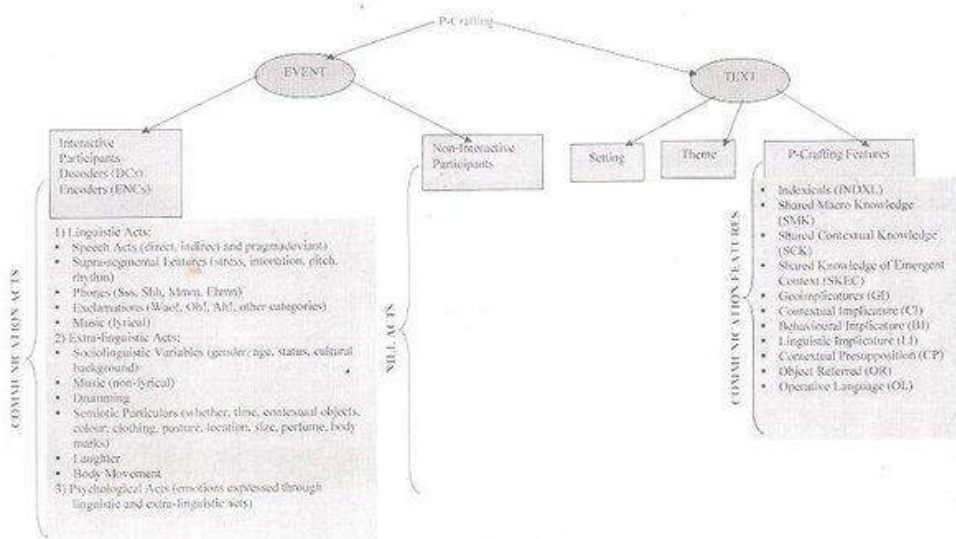 P-Crafting
EVENT
TEXT
Interactive
Participants
Decoders (DCs)
Encoders (ENCs)
Non-Interactive
Participants
Setting
Theme
P-Crafting Features
COMMUNICATION ACTS
1) Linguistic Acts:
▪ Speech Acts (direct, indirect and pragmadeviant)
▪ Supra-segmental Features (stress, intonation, pitch,
rhythm)
▪ Phones (Sss, Shh, Mmm,
▪ Exclamations (Wao!, Oh!, Ah!, other categories)
▪ Music (lyrical)
2) Extra-linguistic Acts:
▪ Sociolinguistic Variables (gender, age, status, cultural
background)
▪ Music (non-lyrical)
▪ Drumming
▪ Semiotic Particulars (whether, time, contextual objects,
colour, clothing, posture, location, size, perfume, body
marks)
▪ Laughter
▪ Body Movement
3) Psychological Acts (emotions expressed through
linguistic and extra-linguistic acts)
NILL ACTS
COMMUNICATION FEATURES
▪ Indexicals (INDXL)
▪ Shared Macro Knowledge
(SMK)
▪ Shared Contextual Knowledge
(SCK)
▪ Shared Knowledge of Emergent
Context (SKEC)
▪ Geoimplicatures (GI)
▪ Contextual Implicature (CI)
▪ Behavioural Implicature (BI)
▪ Linguistic Implicature (LI)
▪ Contextual Presupposition (CP)
▪ Object Referred (OR)
▪ Operative Language (OL)